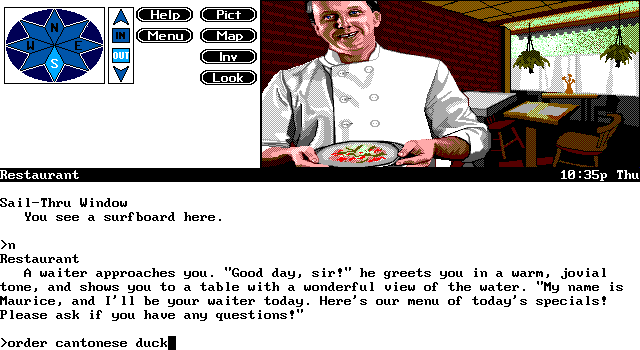 N
W E
S
IN
OUT
Help
Menu
Pict
Map
Inv
Look
Restaurant 10:35p Thu
Sail-Thru Window
You see a surfboard here.
>n
Restaurant
A waiter approaches you. "Good day, sir!" he greets you in a warm, jovial
tone, and shows you to a table with a wonderful view of the water. "My name is
Maurice, and I'll be your waiter today. Here's our menu of today's specials!
Please ask if you have any questions!"
>order cantonese duck